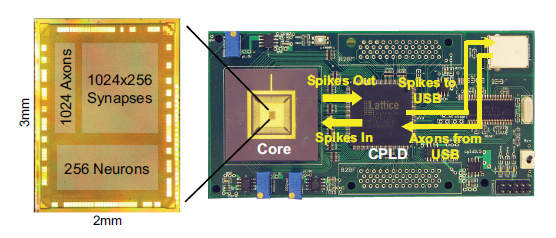 3mm
1024 Axons
1024x256
Synapses
256 Neurons
2mm
Spikes Out
Spikes to
USB
Lattice
Spikes In
Axons from
USB
Core
CPLD